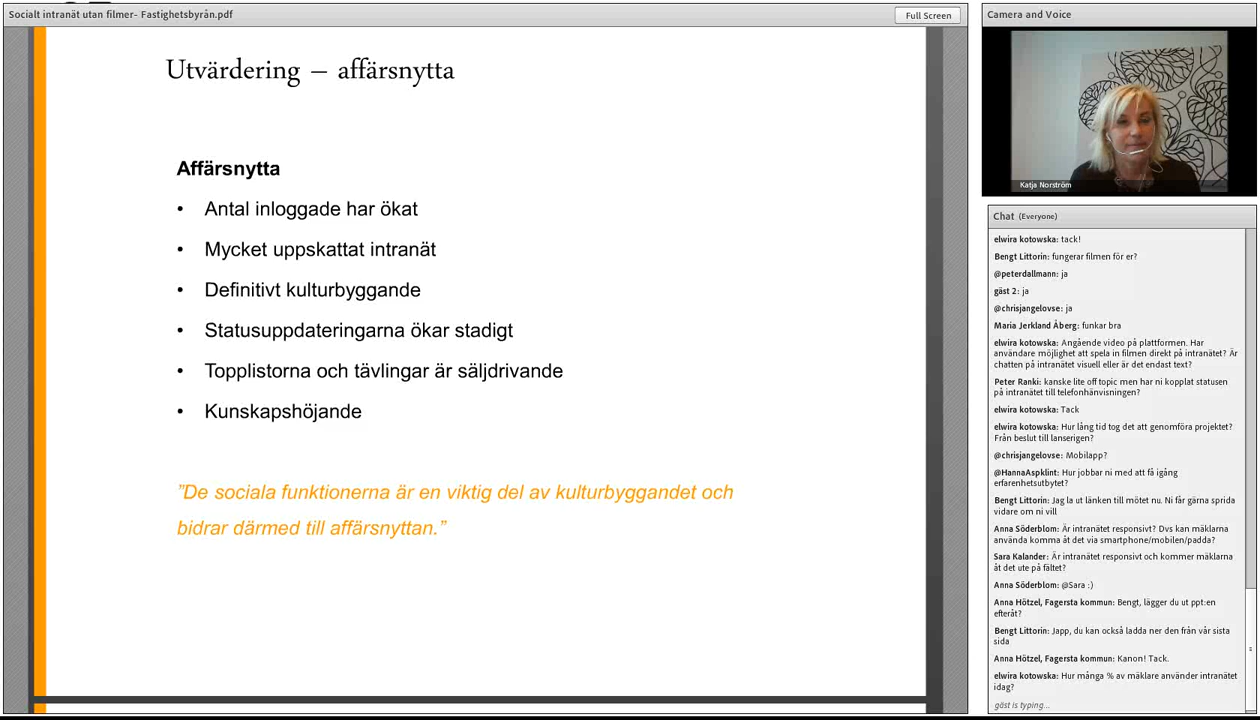 Socialt intranät utan filmer- Fastighetsbyrån.pdf
Full Screen
Utvärdering – affärsnytta
Affärsnytta
• Antal inloggade har ökat
• Mycket uppskattat intranät
• Definitivt kulturbyggande
• Statusuppdateringarna ökar stadigt
• Topplistorna och tävlingar är säljdrivande
• Kunskapshöjande
”De sociala funktionerna är en viktig del av kulturbyggandet och
bidrar därmed till affärsnyttan.”
Camera and Voice
Katja Norström
Chat (Everyone)
elwira kotowska: tack!
Bengt Littorin: fungerar filmen för er?
@peterdallmann: ja
gäst 2: ja
@chrisjangelovse: ja
Maria Jerkland Åberg: funkar bra
elwira kotowska: Angående video på plattformen. Har
användare möjlighet att spela in filmen direkt på intranätet? Är
chatten på intranätet visuell eller är det endast text?
Peter Ranki: kanske lite off topic men har ni kopplat statusen
på intranätet till telefonhänvisningen?
elwira kotowska: Tack
elwira kotowska: Hur lång tid tog det att genomföra projektet?
Från beslut till lanserigen?
@chrisjangelovse: Mobilapp?
@HannaAspklint: Hur jobbar ni med att få igång
erfarenhetsutbytet?
Bengt Littorin: Jag la ut länken till mötet nu. Ni får gärna sprida
vidare om ni vill
Anna Söderblom: Är intranätet responsivt? Dvs kan mäklarna
använda komma åt det via smartphone/mobilen/padda?
Sara Kalander: Är intranätet responsivt och kommer mäklarna
åt det ute på fältet?
Anna Söderblom: @Sara :)
Anna Hötzel, Fagersta kommun: Bengt, lägger du ut ppt:en
efteråt?
Bengt Littorin: Japp, du kan också ladda ner den från vår sista
sida
Anna Hötzel, Fagersta kommun: Kanon! Tack.
elwira kotowska: Hur många % av mäklare använder intranätet
idag?
gäst is typing...